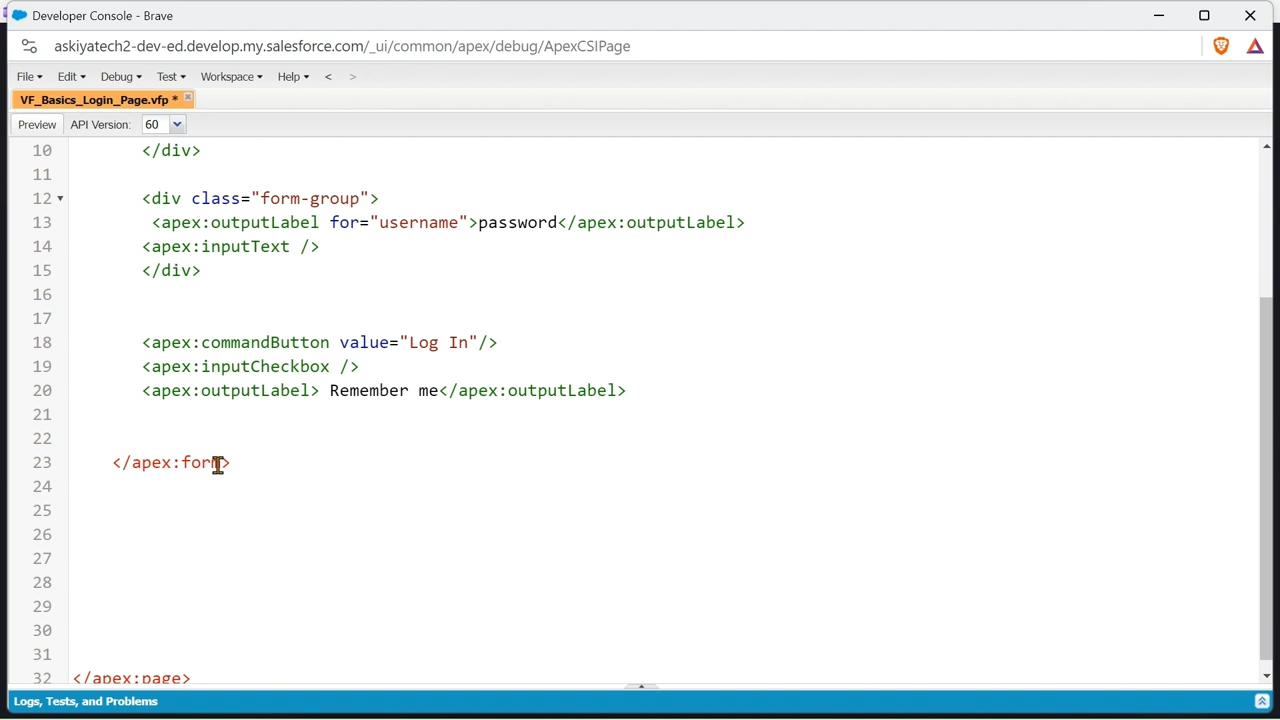 Developer Console - Brave
askiyatech2-dev-ed.develop.my.salesforce.com/_ui/common/apex/debug/ApexCSIPage
File Edit Debug Test Workspace Help < >
VF_Basics_Login_Page.vfp *
Preview API Version: 60
10 </div>
11
12 <div class="form-group">
13 <apex:outputLabel for="username">password</apex:outputLabel>
14 <apex:inputText />
15 </div>
16
17
18 <apex:commandButton value="Log In"/>
19 <apex:inputCheckbox />
20 <apex:outputLabel> Remember me</apex:outputLabel>
21
22
23 </apex:form>
24
25
26
27
28
29
30
31
32 </apex:page>
Logs, Tests, and Problems